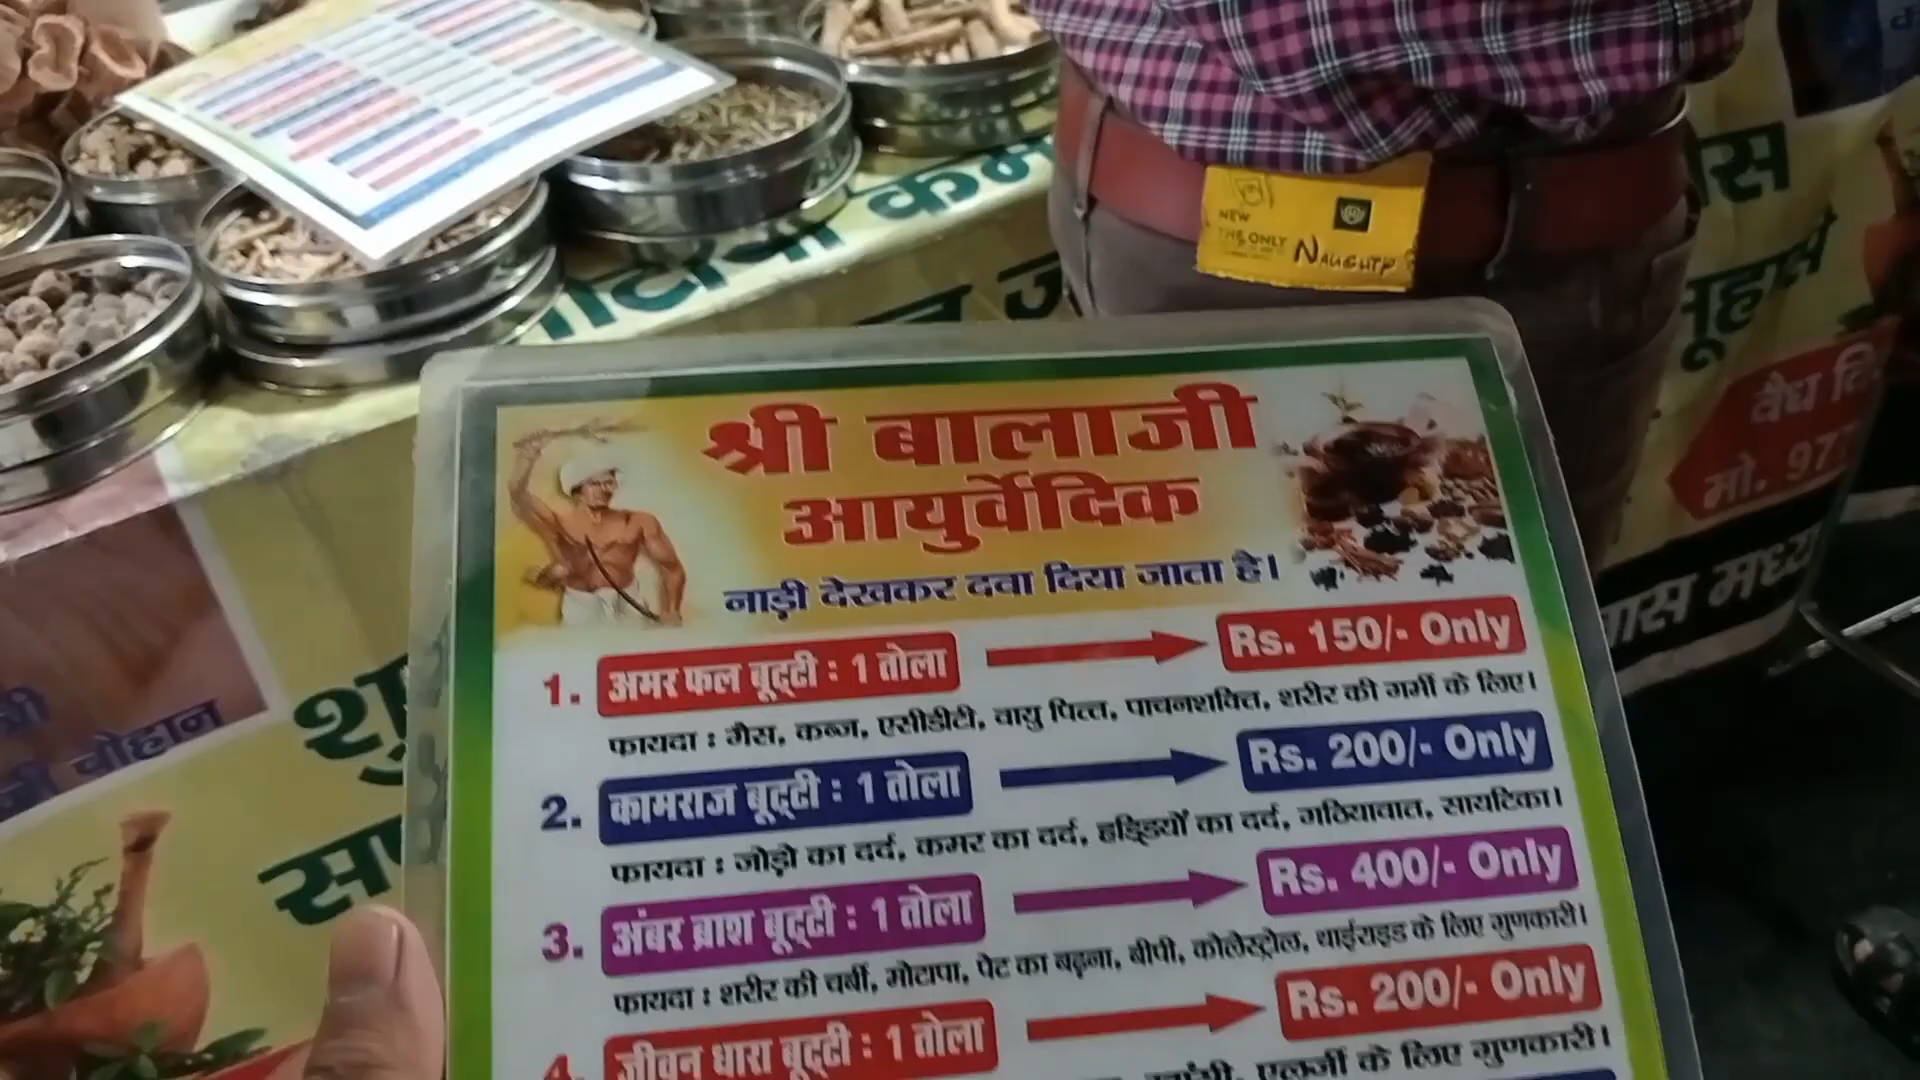 श्री बालाजी
आयुर्वेदिक
नाड़ी देखकर दवा दिया जाता है।
1. अमर फल बूट्टी : 1 तोला Rs. 150/- Only
फायदा : गैस, कब्ज, एसीडीटी, वायु पित्त, पाचनशक्ति, शरीर की गर्मी के लिए।
2. कामराज बूट्टी : 1 तोला Rs. 200/- Only
फायदा : जोड़ो का दर्द, कमर का दर्द, हड्डियों का दर्द, गठियावात, सायटिका।
3. अंबर ब्राश बूट्टी : 1 तोला Rs. 400/- Only
फायदा : शरीर की चर्बी, मोटापा, पेट का बढ़ना, बीपी, कोलेस्ट्रोल, थाईराइड के लिए गुणकारी।
4. जीवन धारा बूट्टी : 1 तोला Rs. 200/- Only
एलर्जी के लिए गुणकारी।
NEW
THE ONLY
NAUGHTY
वैद्य
मो. 97
चौहान